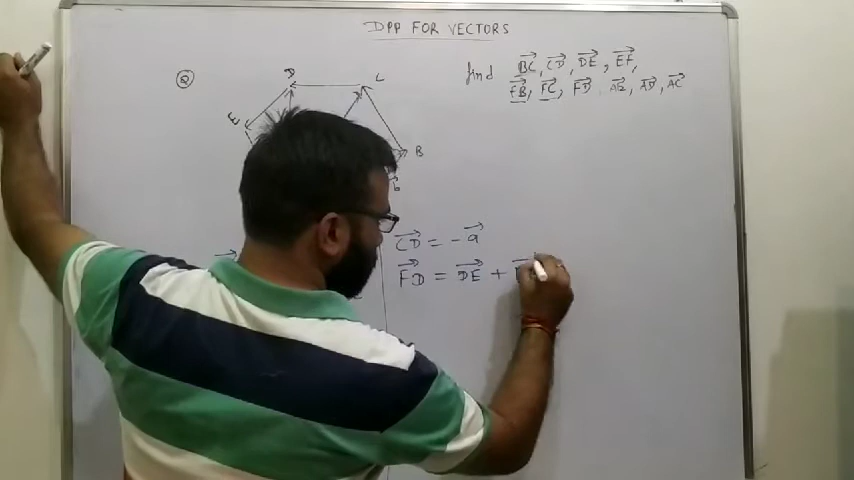 DPP FOR VECTORS
Q
find BC, CD, DE, EF,
FB, FC, FD, AE, AD, AC
D
C
E
B
b
CD = - a
FD = DE +